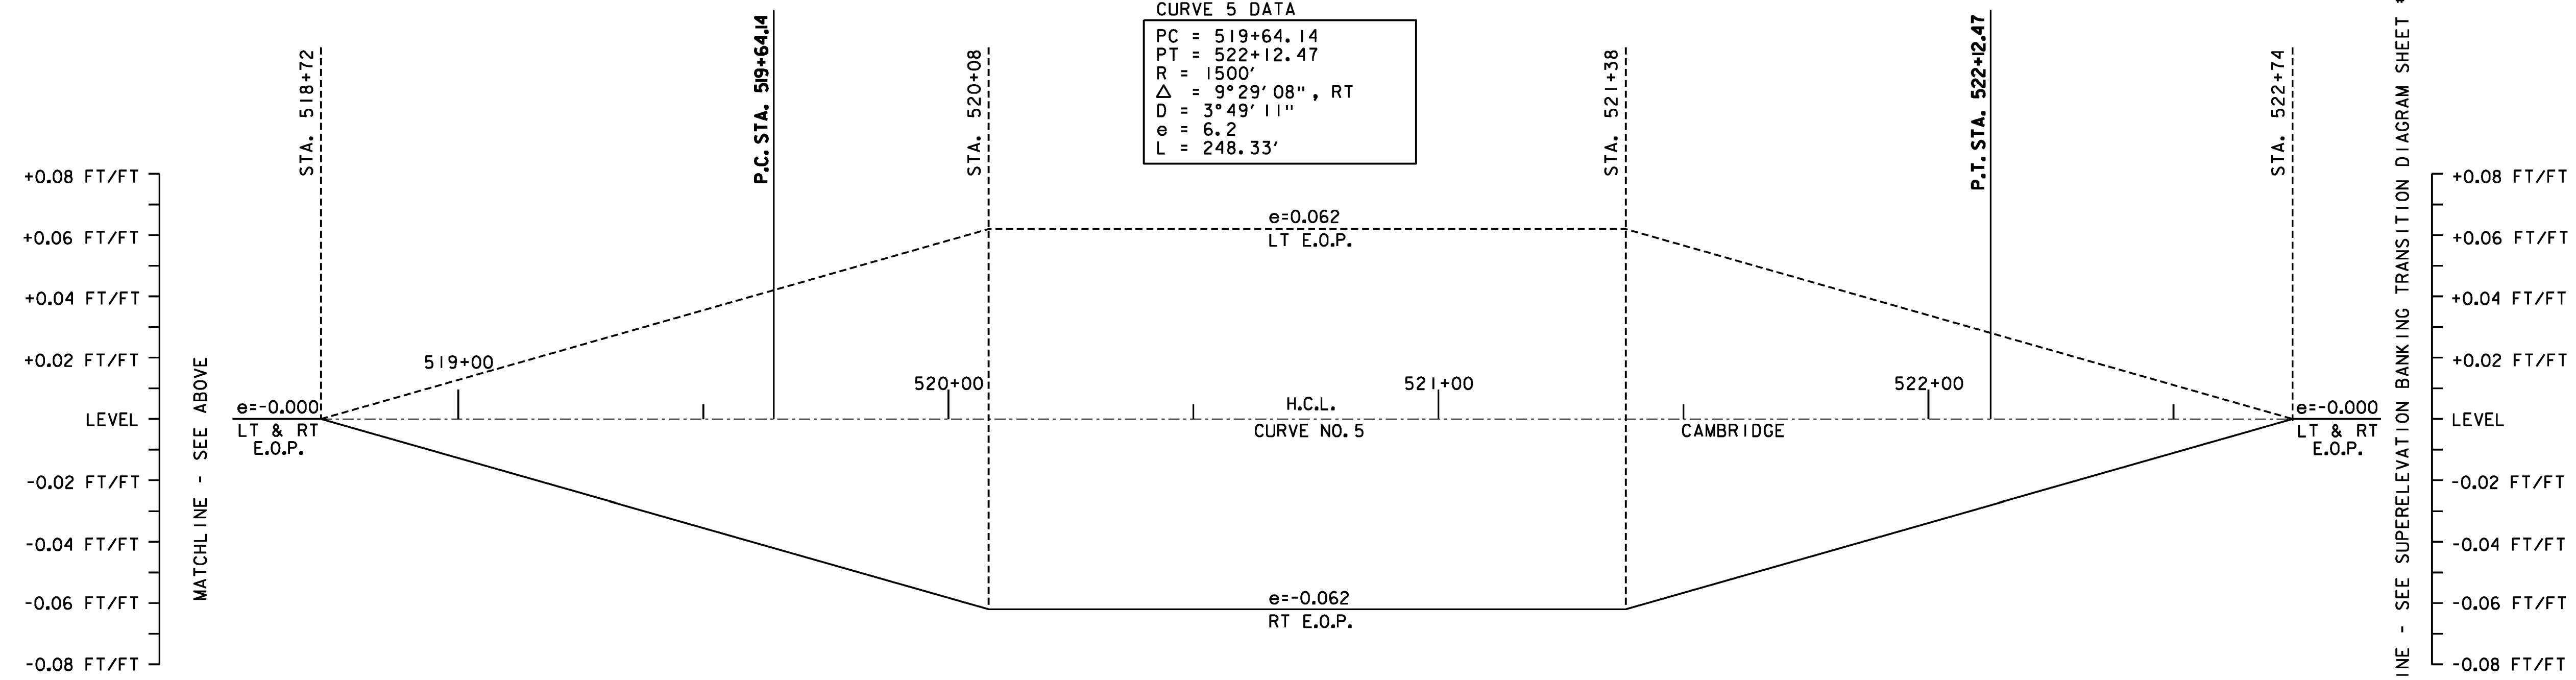 CURVE 5 DATA
PC = 519+64.14
PT = 522+12.47
R = 1500'
△ = 9°29'08", RT
D = 3°49'11"
e = 6.2
L = 248.33'
STA. 518+72
P.C. STA. 519+64.14
STA. 520+08
STA. 521+38
P.T. STA. 522+12.47
STA. 522+74
+0.08 FT/FT
+0.06 FT/FT
+0.04 FT/FT
+0.02 FT/FT
LEVEL
-0.02 FT/FT
-0.04 FT/FT
-0.06 FT/FT
-0.08 FT/FT
MATCHLINE - SEE ABOVE
e=-0.000
LT & RT
E.O.P.
519+00
520+00
521+00
522+00
e=0.062
LT E.O.P.
H.C.L.
CURVE NO. 5
CAMBRIDGE
e=-0.062
RT E.O.P.
e=-0.000
LT & RT
E.O.P.
INE - SEE SUPERELEVATION BANKING TRANSITION DIAGRAM SHEET
+0.08 FT/FT
+0.06 FT/FT
+0.04 FT/FT
+0.02 FT/FT
LEVEL
-0.02 FT/FT
-0.04 FT/FT
-0.06 FT/FT
-0.08 FT/FT